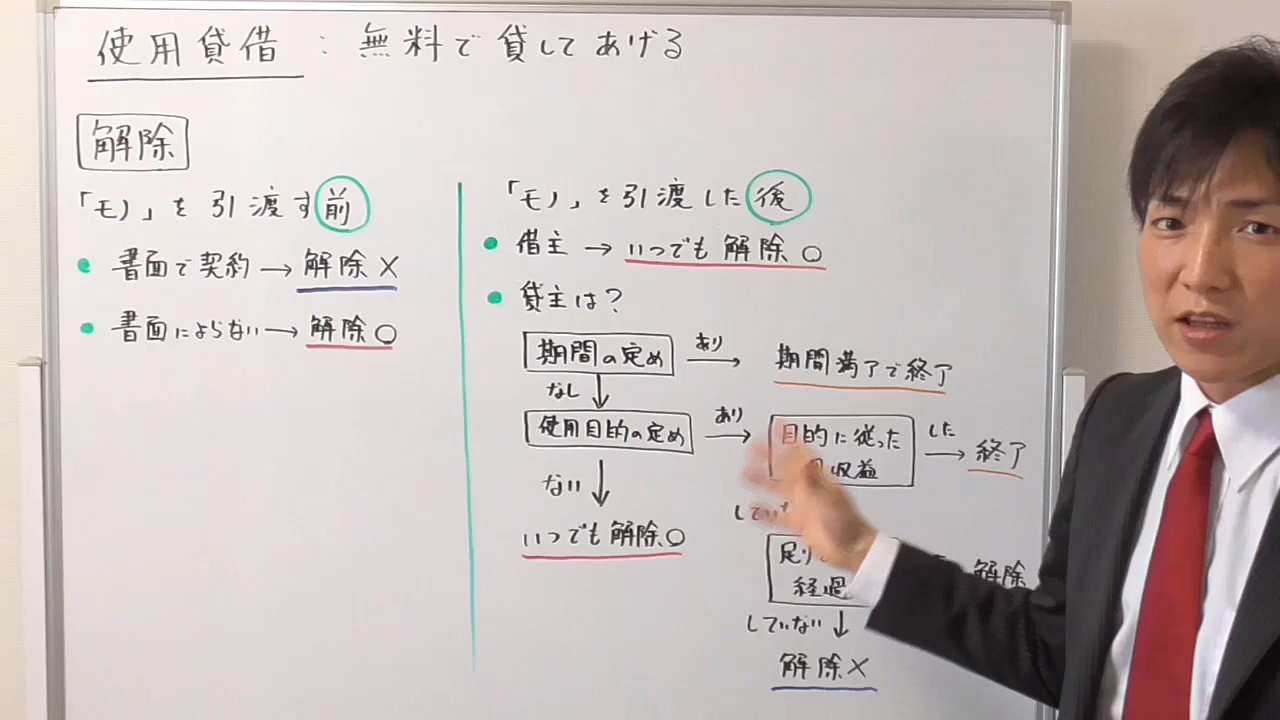 使用貸借 : 無料で貸してあげる
解除
「モノ」を引渡す前
● 書面で契約 → 解除 ×
● 書面によらない → 解除 ○
「モノ」を引渡した後
● 借主 → いつでも解除 ○
● 貸主は?
期間の定め あり → 期間満了で終了
なし ↓
使用目的の定め あり → 目的に従った
収益 した → 終了
ない ↓
いつでも解除 ○
してい
足り
経過
解除
していない ↓
解除 ×